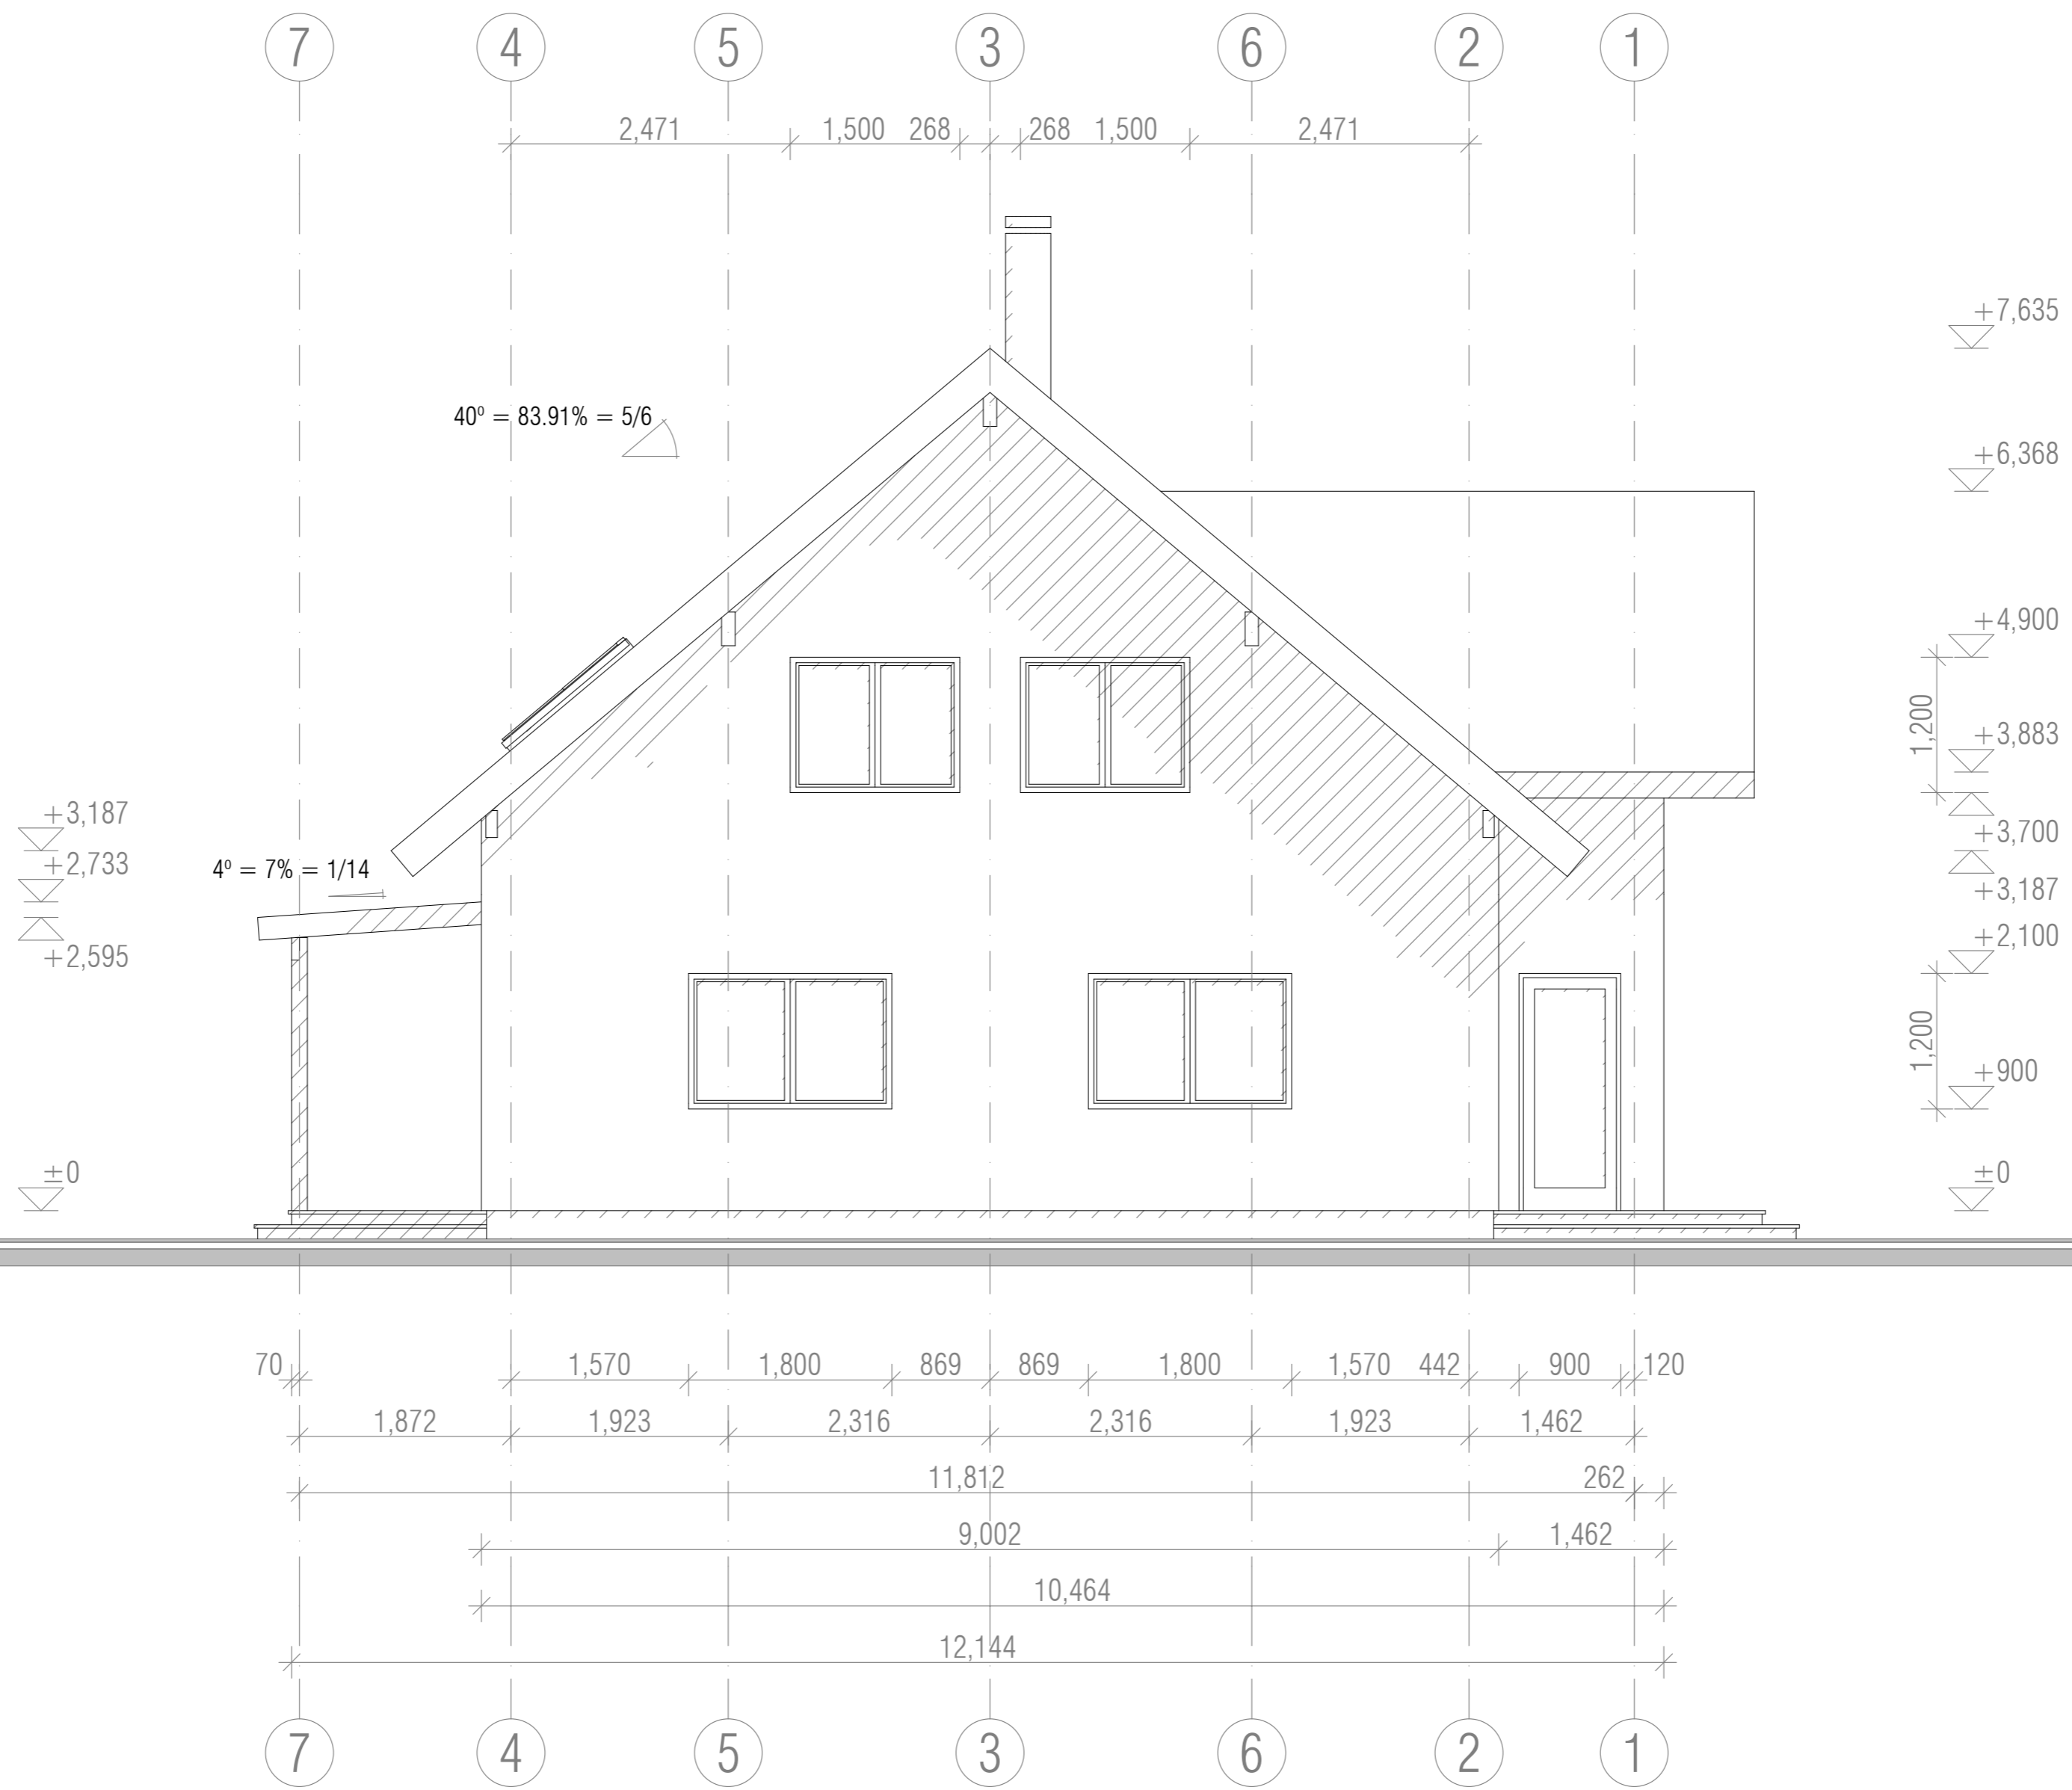 7 4 5 3 6 2 1
2,471 1,500 268 268 1,500 2,471
+7,635
40⁰ = 83.91% = 5/6
+6,368
+4,900
1,200
+3,883
+3,187
+3,700
+2,733
4⁰ = 7% = 1/14
+3,187
+2,595
+2,100
1,200
+900
±0
±0
70 1,570 1,800 869 869 1,800 1,570 442 900 120
1,872 1,923 2,316 2,316 1,923 1,462
11,812 262
9,002 1,462
10,464
12,144
7 4 5 3 6 2 1